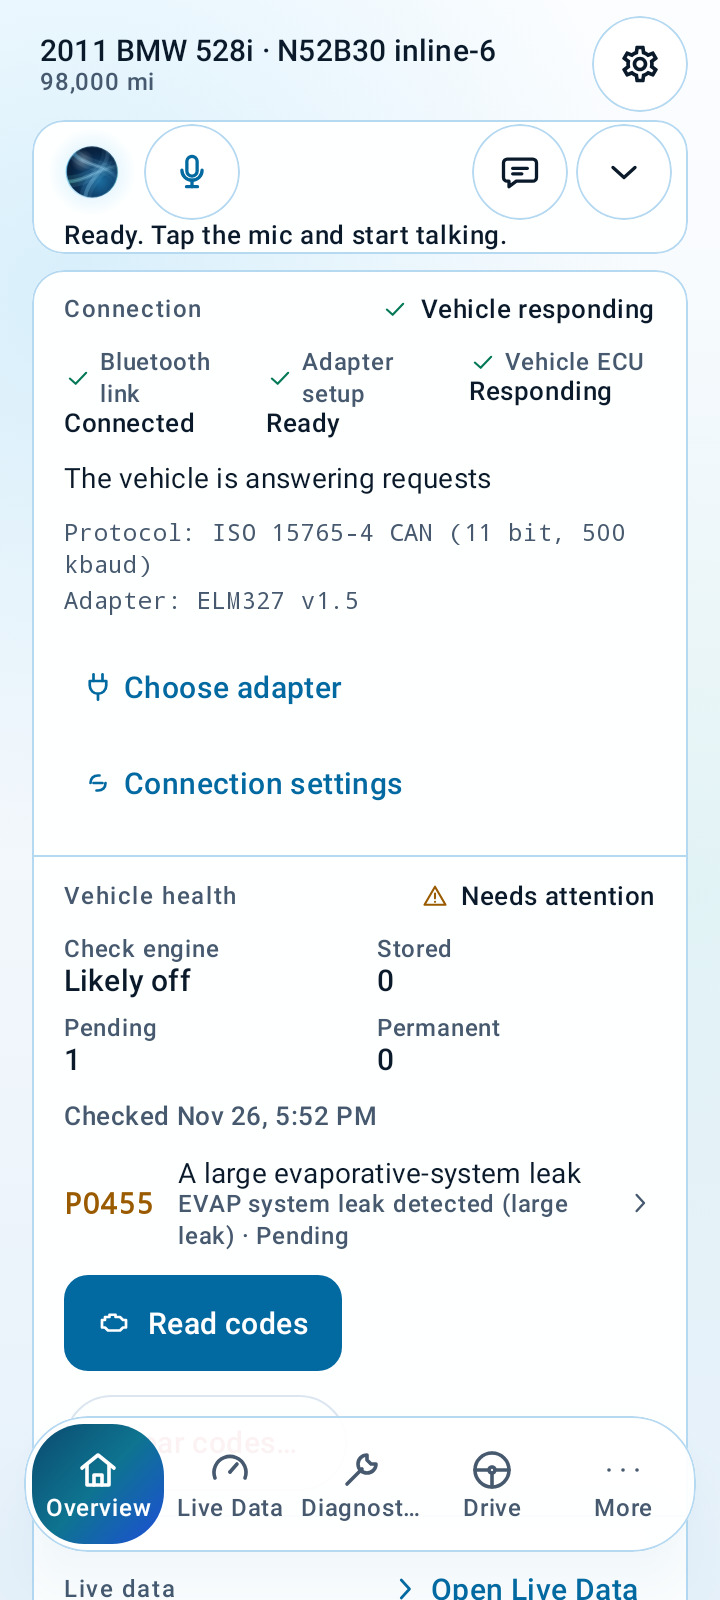 2011 BMW 528i · N52B30 inline-6
98,000 mi
Ready. Tap the mic and start talking.
Connection
Vehicle responding
Bluetooth link
Connected
Adapter setup
Ready
Vehicle ECU
Responding
The vehicle is answering requests
Protocol: ISO 15765-4 CAN (11 bit, 500
kbaud)
Adapter: ELM327 v1.5
Choose adapter
Connection settings
Vehicle health
Needs attention
Check engine
Likely off
Stored
0
Pending
1
Permanent
0
Checked Nov 26, 5:52 PM
P0455
A large evaporative-system leak
EVAP system leak detected (large
leak) · Pending
Read codes
ar codes...
Overview
Live Data
Diagnost...
Drive
More
Live data
Open Live Data